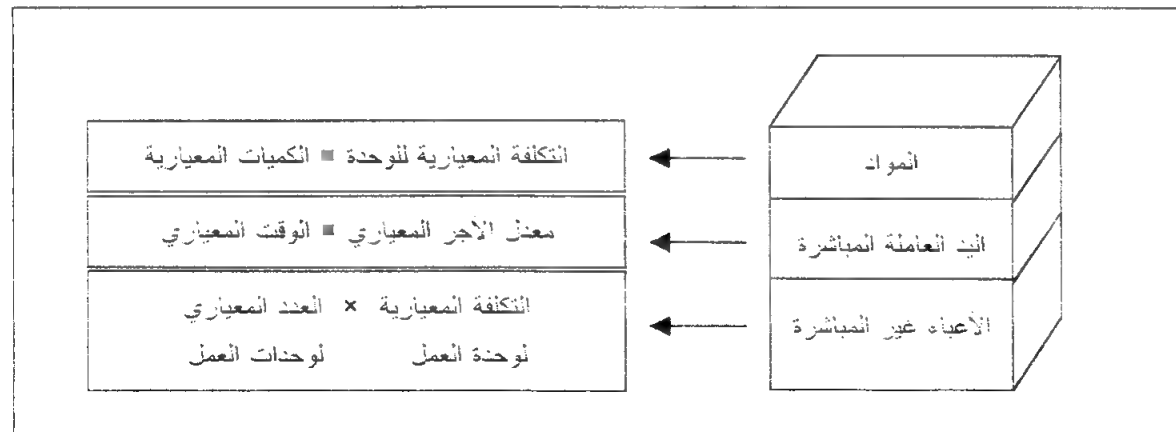 المواد
التكلفة المعيارية للوحدة × الكميات المعيارية
اليد العاملة المباشرة
معدل الاجر المعياري × الوقت المعياري
الأعباء غير المباشرة
التكلفة المعيارية × العدد المعياري
لوحدة العمل لوحدات العمل